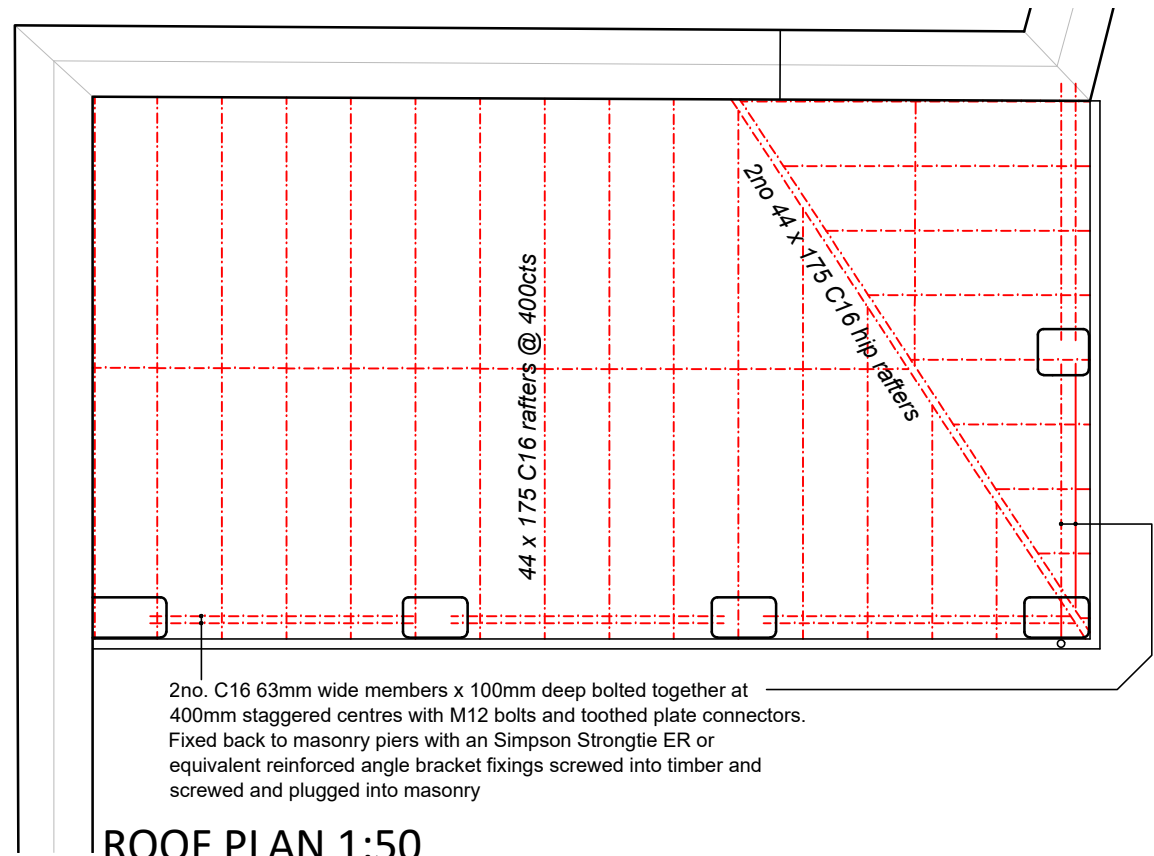 2no 44 x 175 C16 hip rafters
44 x 175 C16 rafters @ 400cts
2no. C16 63mm wide members x 100mm deep bolted together at
400mm staggered centres with M12 bolts and toothed plate connectors.
Fixed back to masonry piers with an Simpson Strongtie ER or
equivalent reinforced angle bracket fixings screwed into timber and
screwed and plugged into masonry
ROOF PLAN 1:50